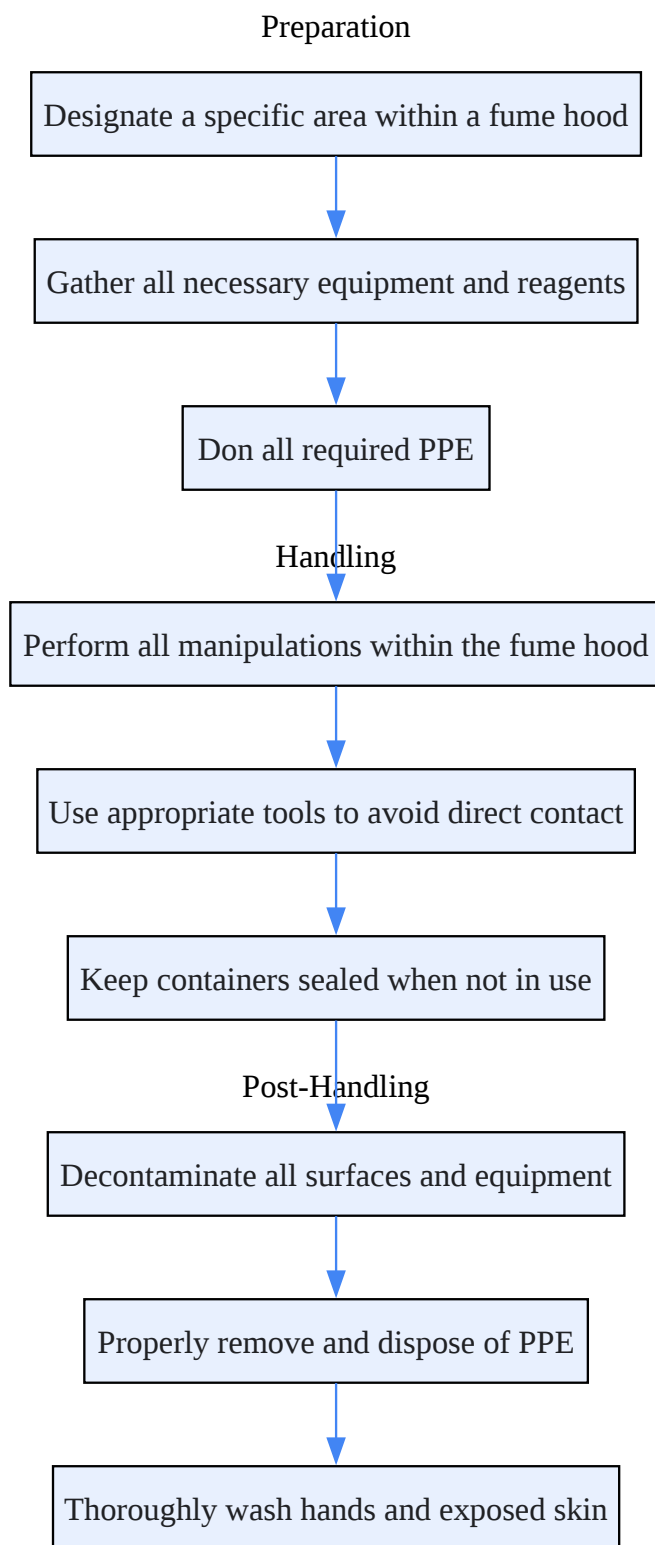 Preparation
Designate a specific area within a fume hood
Gather all necessary equipment and reagents
Don all required PPE
Handling
Perform all manipulations within the fume hood
Use appropriate tools to avoid direct contact
Keep containers sealed when not in use
Post-Handling
Decontaminate all surfaces and equipment
Properly remove and dispose of PPE
Thoroughly wash hands and exposed skin